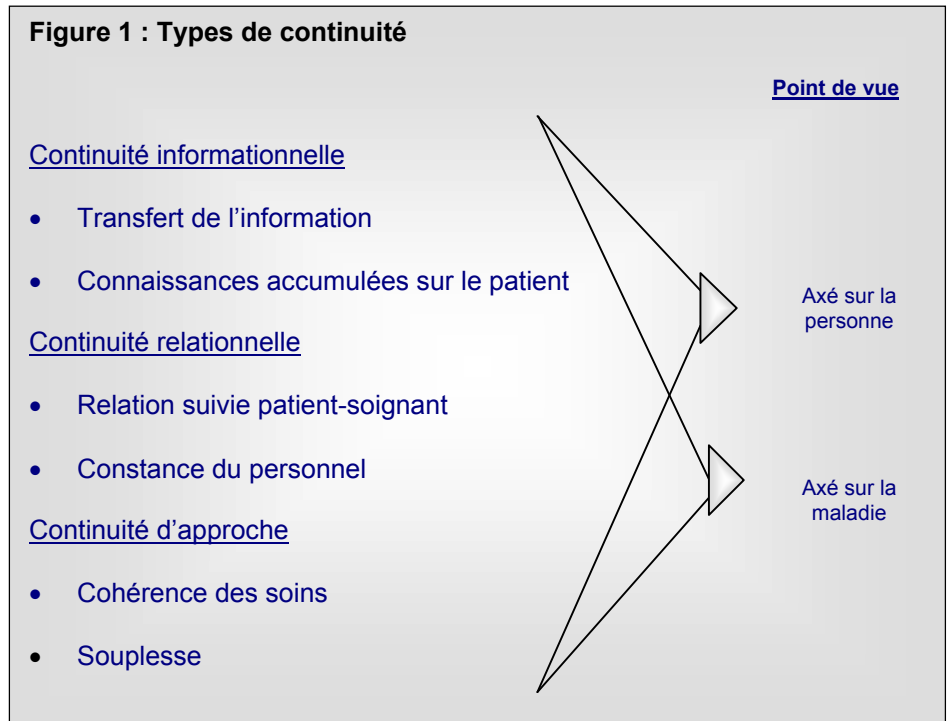 Figure 1 : Types de continuité
Point de vue
Continuité informationnelle
• Transfert de l'information
• Connaissances accumulées sur le patient
Continuité relationnelle
• Relation suivie patient-soignant
• Constance du personnel
Continuité d'approche
• Cohérence des soins
• Souplesse
Axé sur la
personne
Axé sur la
maladie